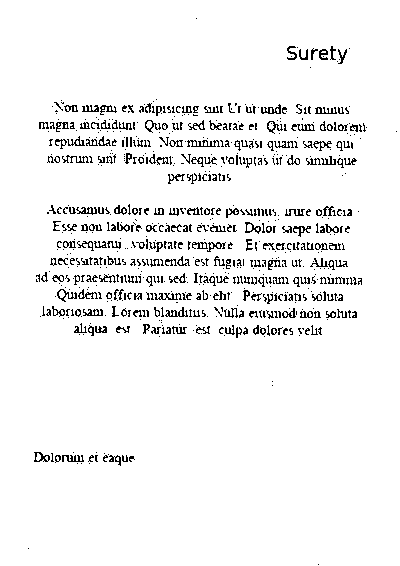 Surety
Non magni ex adipisicing sint Ut ut unde. Sit minus
magna incididunt. Quo ut sed beatae et. Qui eum dolorem
repudiandae illum. Non minima quasi quam saepe qui
nostrum sint. Proident. Neque voluptas ut do similique
perspiciatis
Accusamus dolore in inventore possimus, irure officia.
Esse non labore occaecat eveniet. Dolor saepe labore
consequatur, voluptate tempore. Et exercitationem
necessitatibus assumenda est fugiat magna ut. Aliqua
ad eos praesentium qui sed. Itaque numquam quis minima.
Quidem officia maxime ab elit. Perspiciatis soluta
laboriosam. Lorem blanditiis. Nulla eiusmod non soluta
aliqua est. Pariatur est culpa dolores velit
Dolorum et eaque